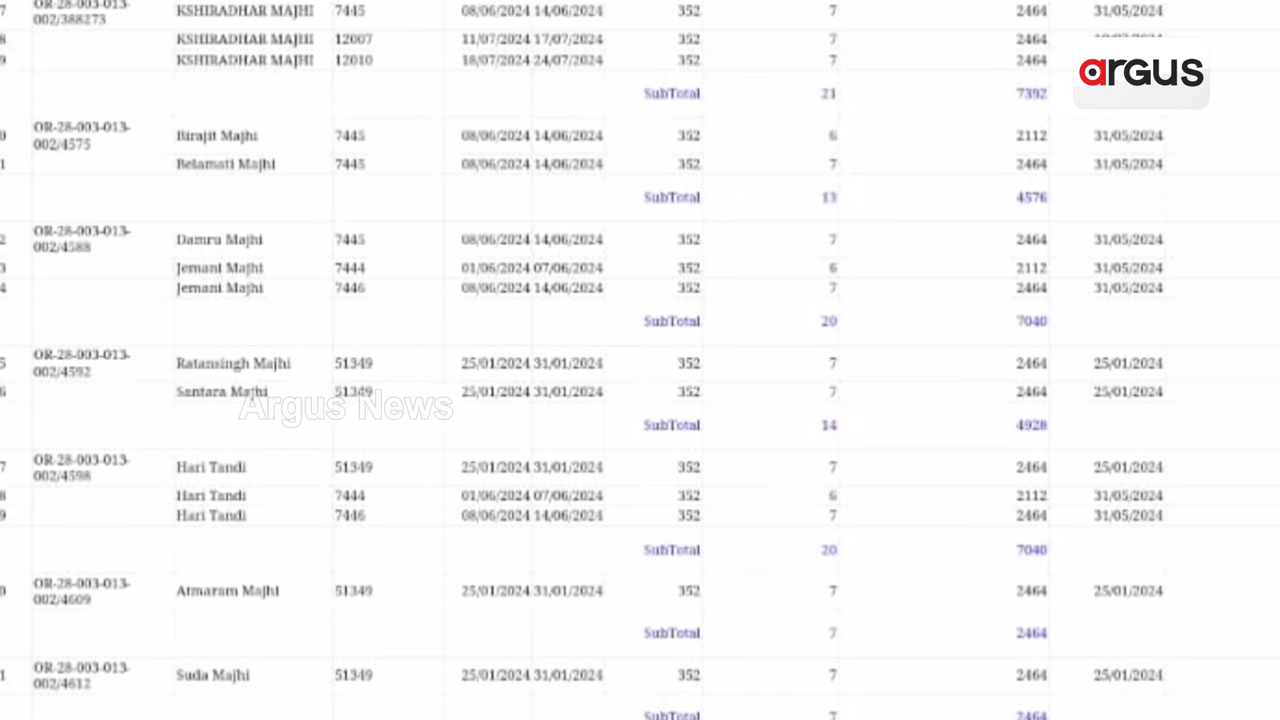 7 OR-28-003-013- KSHIRADHAR MAJHI 7445 08/06/2024 14/06/2024 352 7 2464 31/05/2024
002/388273
8 KSHIRADHAR MAJHI 12007 11/07/2024 17/07/2024 352 7 2464
9 KSHIRADHAR MAJHI 12010 18/07/2024 24/07/2024 352 7 2464
argus
SubTotal 21 7392
0 OR-28-003-013- Birajit Majhi 7445 08/06/2024 14/06/2024 352 6 2112 31/05/2024
002/4575
1 Belamati Majhi 7445 08/06/2024 14/06/2024 352 7 2464 31/05/2024
SubTotal 13 4576
2 OR-28-003-013- Damru Majhi 7445 08/06/2024 14/06/2024 352 7 2464 31/05/2024
002/4588
3 Jemani Majhi 7444 01/06/2024 07/06/2024 352 6 2112 31/05/2024
4 Jemani Majhi 7446 08/06/2024 14/06/2024 352 7 2464 31/05/2024
SubTotal 20 7040
5 OR-28-003-013- Ratansingh Majhi 51349 25/01/2024 31/01/2024 352 7 2464 25/01/2024
002/4592
6 Santara Majhi 51349 25/01/2024 31/01/2024 352 7 2464 25/01/2024
Argus News
SubTotal 14 4928
7 OR-28-003-013- Hari Tandi 51349 25/01/2024 31/01/2024 352 7 2464 25/01/2024
002/4598
8 Hari Tandi 7444 01/06/2024 07/06/2024 352 6 2112 31/05/2024
9 Hari Tandi 7446 08/06/2024 14/06/2024 352 7 2464 31/05/2024
SubTotal 20 7040
0 OR-28-003-013- Atmaram Majhi 51349 25/01/2024 31/01/2024 352 7 2464 25/01/2024
002/4609
SubTotal 7 2464
1 OR-28-003-013- Suda Majhi 51349 25/01/2024 31/01/2024 352 7 2464 25/01/2024
002/4612
SubTotal 7 2464